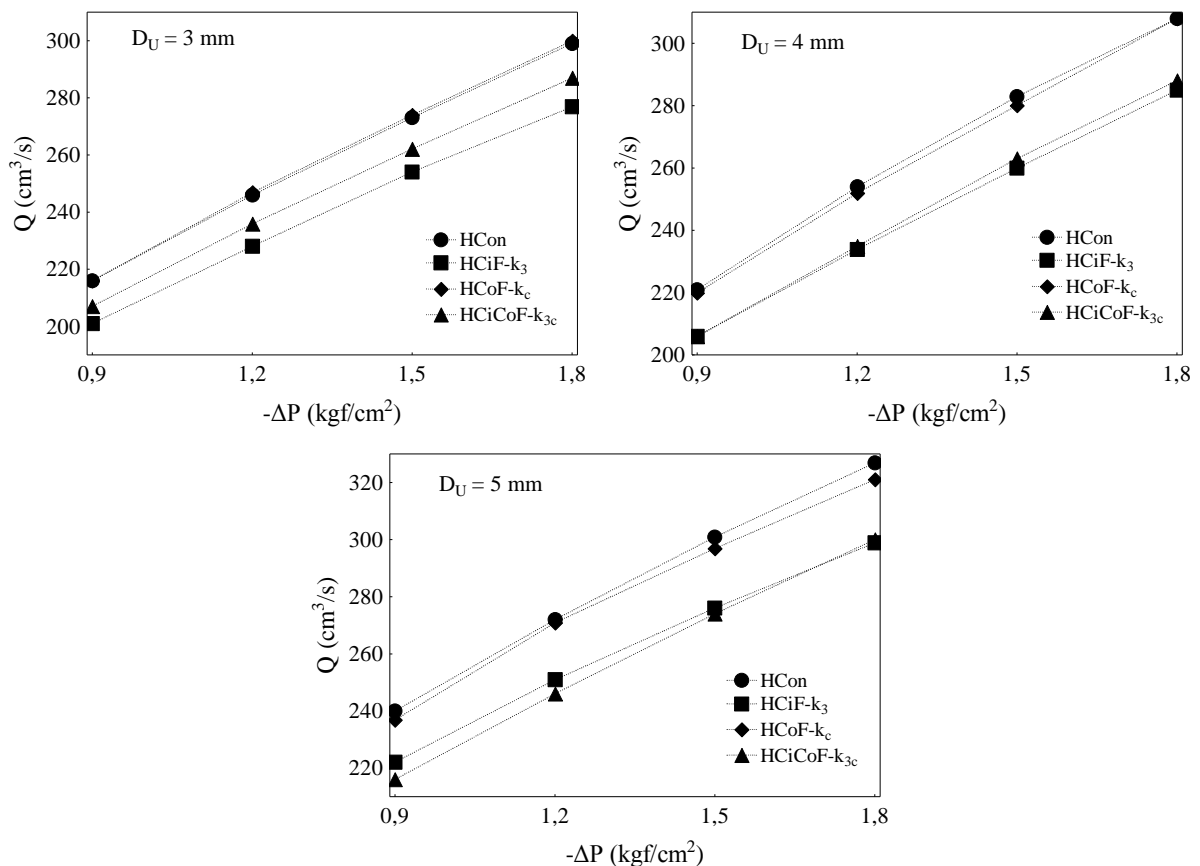 D_U = 3 mm
300
280
260
240
220
200
Q (cm³/s)
HCon
HCiF-k₃
HCoF-k_c
HCiCoF-k₃c
0,9 1,2 1,5 1,8
-ΔP (kgf/cm²)
D_U = 4 mm
300
280
260
240
220
200
Q (cm³/s)
HCon
HCiF-k₃
HCoF-k_c
HCiCoF-k₃c
0,9 1,2 1,5 1,8
-ΔP (kgf/cm²)
D_U = 5 mm
320
300
280
260
240
220
Q (cm³/s)
HCon
HCiF-k₃
HCoF-k_c
HCiCoF-k₃c
0,9 1,2 1,5 1,8
-ΔP (kgf/cm²)